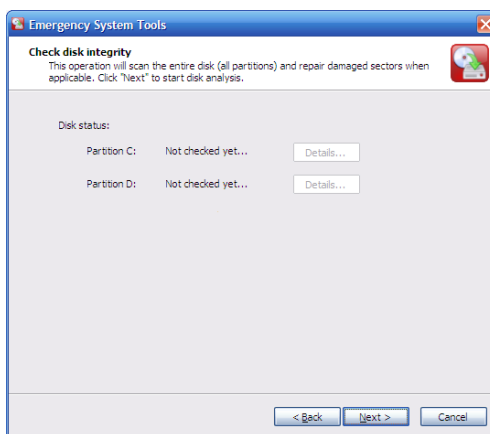 Emergency System Tools
Check disk integrity
This operation will scan the entire disk (all partitions) and repair damaged sectors when
applicable. Click "Next" to start disk analysis.
Disk status:
Partition C: Not checked yet... Details...
Partition D: Not checked yet... Details...
< Back Next > Cancel